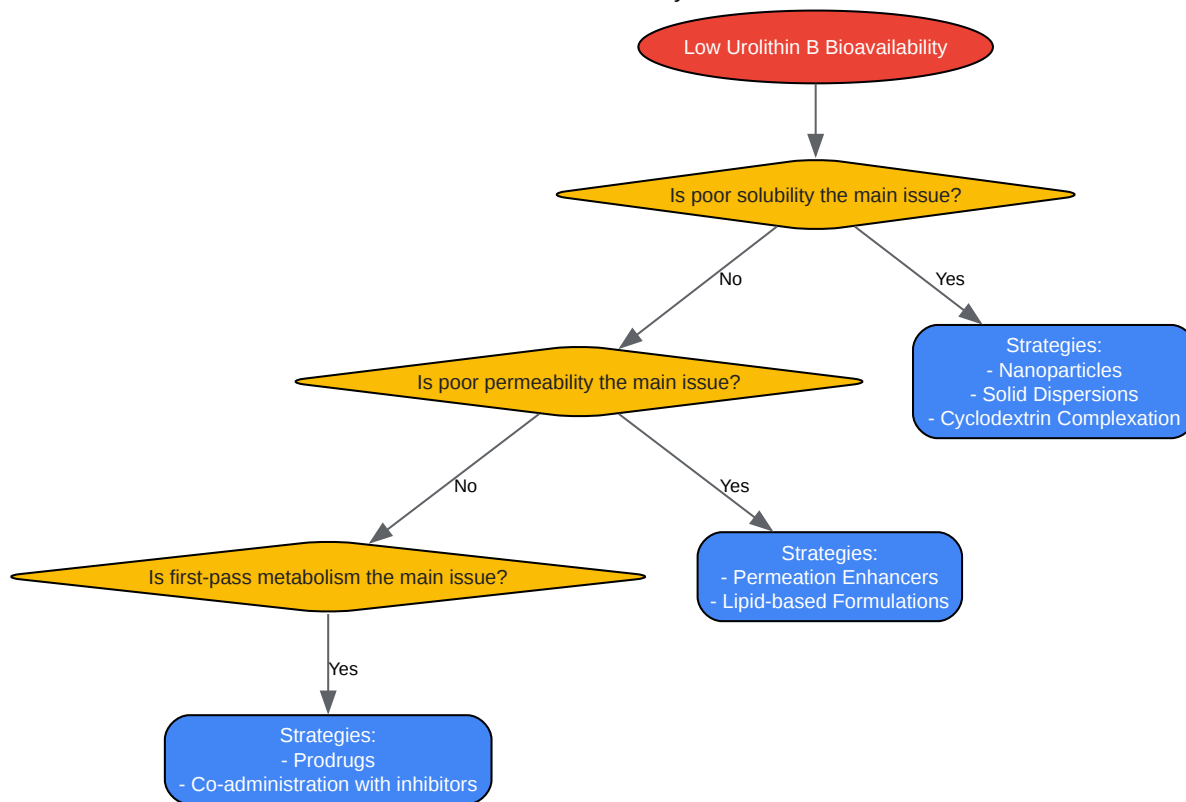 Low Urolithin B Bioavailability
Is poor solubility the main issue?
No
Yes
Strategies:
- Nanoparticles
- Solid Dispersions
- Cyclodextrin Complexation
Is poor permeability the main issue?
No
Yes
Strategies:
- Permeation Enhancers
- Lipid-based Formulations
Is first-pass metabolism the main issue?
Yes
Strategies:
- Prodrugs
- Co-administration with inhibitors